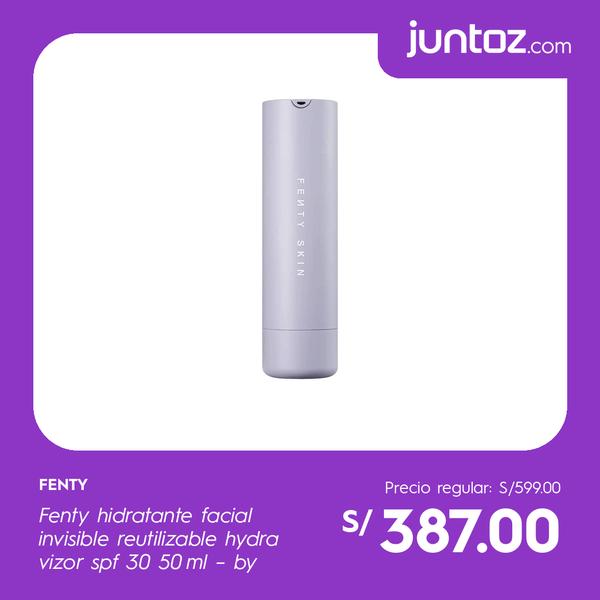 juntoz.com
FENTY SKIN
FENTY
Fenty hidratante facial
invisible reutilizable hydra
vizor spf 30 50 ml - by
Precio regular: S/599.00
S/ 387.00